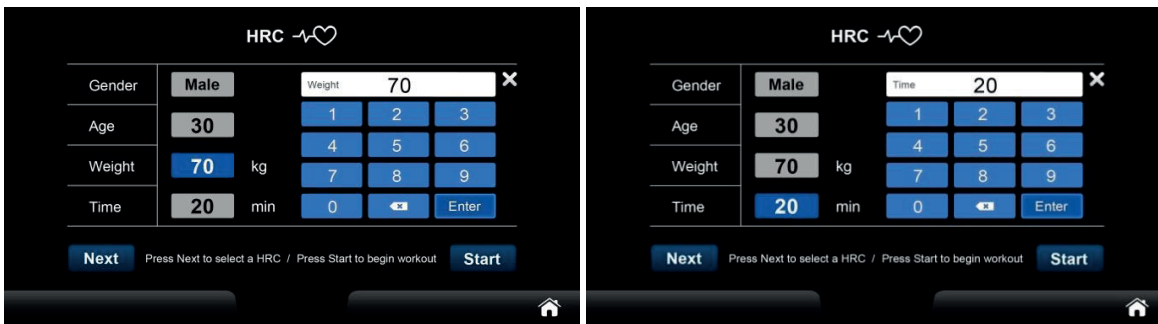 HRC
Gender Male Weight 70
1 2 3
Age 30
4 5 6
Weight 70 kg
7 8 9
Time 20 min 0 Enter
Next Press Next to select a HRC / Press Start to begin workout Start
HRC
Gender Male Time 20
1 2 3
Age 30
4 5 6
Weight 70 kg
7 8 9
Time 20 min 0 Enter
Next Press Next to select a HRC / Press Start to begin workout Start